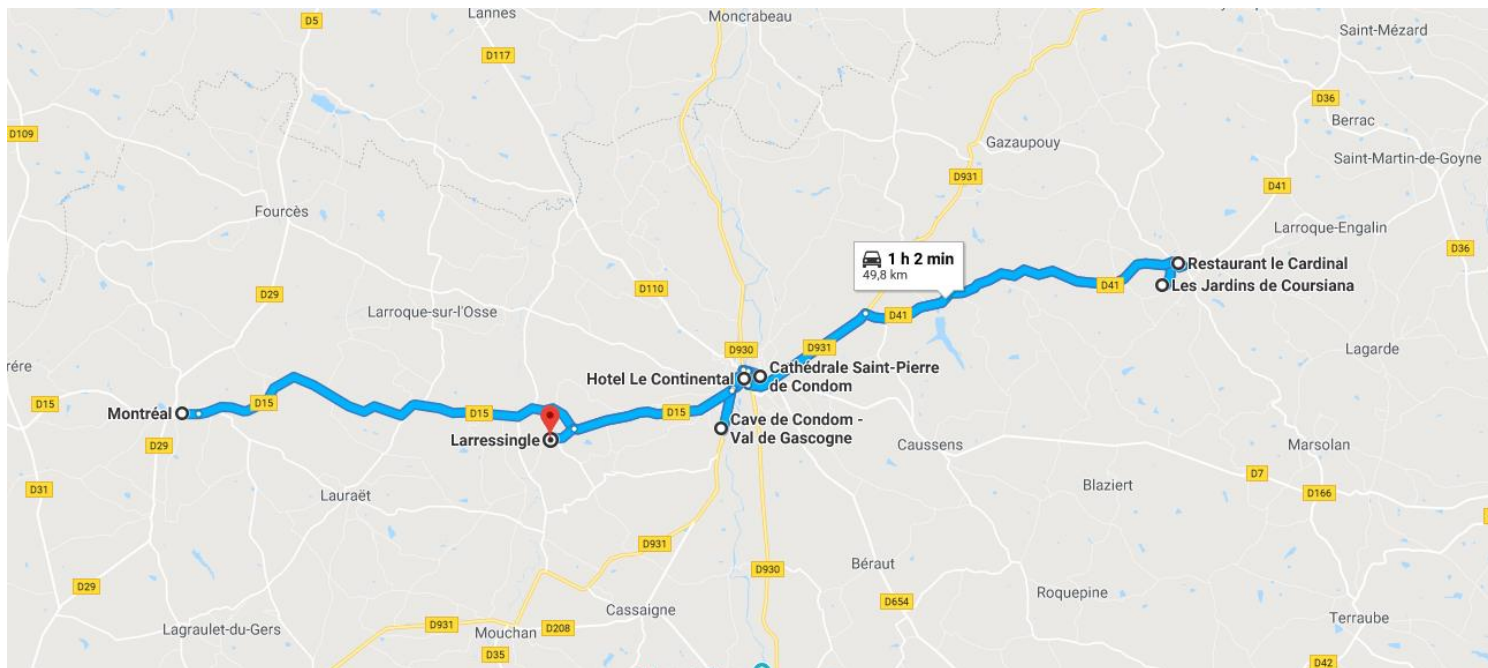 Lannes
Moncrabeau
D5
D117
Saint-Mézard
D36
Berrac
D109
Gazaupouy
Saint-Martin-de-Goyne
D931
D41
Fourcès
Larroque-Engalin
D36
1 h 2 min
49,8 km
Restaurant le Cardinal
D41
Les Jardins de Coursiana
D110
D29
Larroque-sur-l'Osse
D41
D931
D930
Lagarde
Cathédrale Saint-Pierre
de Condom
Hotel Le Continental
D15
D15
Montréal
D15
D15
Cave de Condom -
Val de Gascogne
Larressingle
D29
Caussens
Marsolan
D7
D31
Blaziert
Lauraët
D166
D931
Béraut
D930
D29
Roquepine
D654
Cassaigne
Terraube
D931
Lagraulet-du-Gers
Mouchan
D208
D35
D42